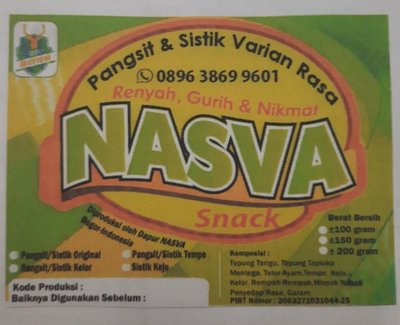 Pangsit & Sistik Varian Rasa
0896 3869 9601
Renyah, Gurih & Nikmat
NASVA
Snack
Diproduksi oleh Dapur NASVA
Bogor-Indonesia
Pangsit/Sistik Original
Pangsit/Sistik Kelor
Pangsit/Sistik Tempe
Sistik Keju
Berat Bersih
±100 gram
±150 gram
± 200 gram
Komposisi :
Tepung Terigu, Tepung Tapioka
Mentega, Telor Ayam Tempe, Keju,
Kelor, Rempah-Rempah Minyak Nabati
Penyedap Rasa, Garam
PIRT Nomor : 2063271021044-25
Kode Produksi :
Baiknya Digunakan Sebelum :